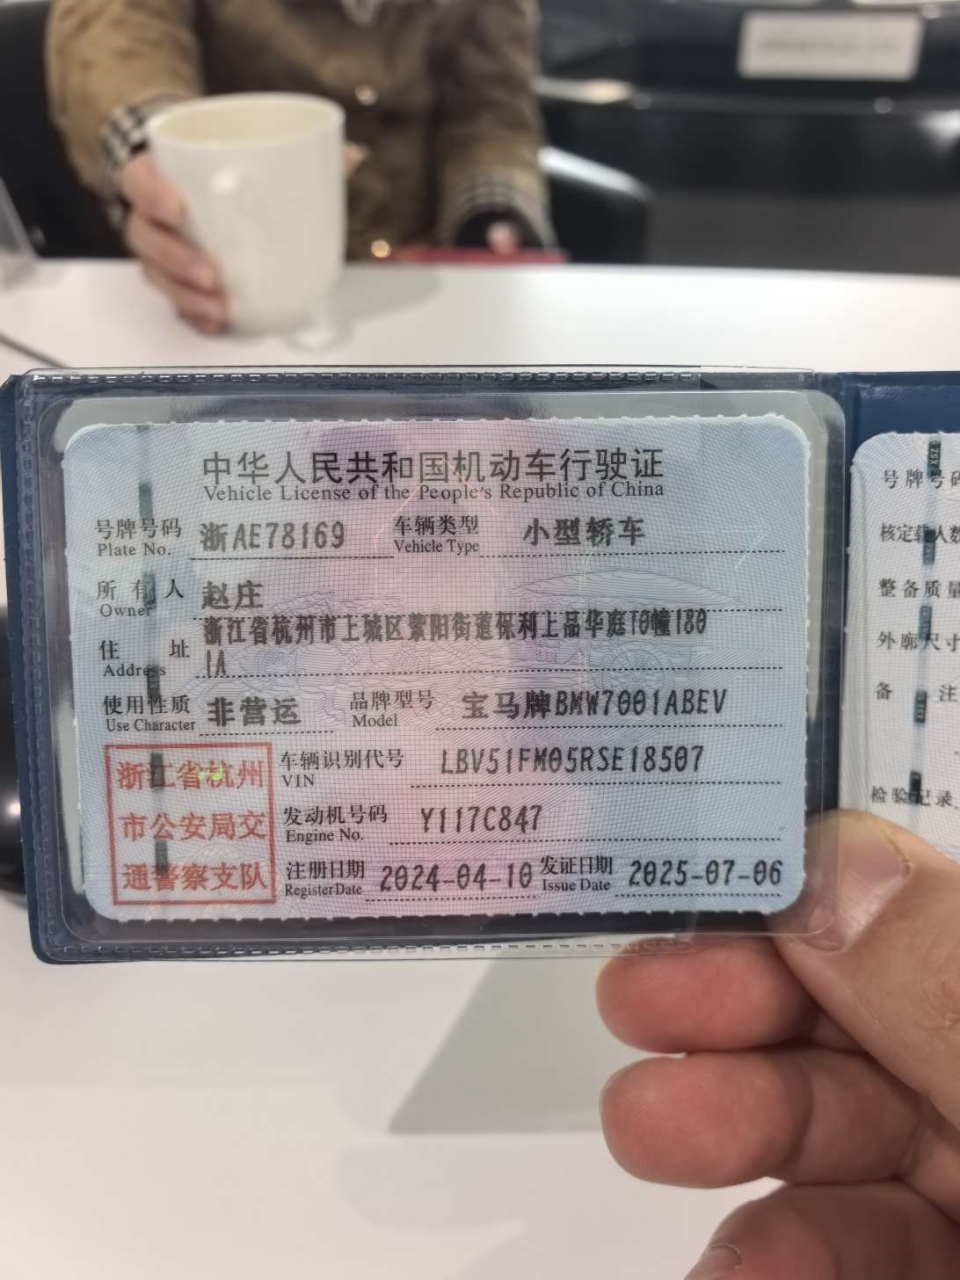 中华人民共和国机动车行驶证
Vehicle License of the People's Republic of China
号牌号码 浙AE78169 车辆类型 小型轿车
Plate No. Vehicle Type
所有人 赵庄
Owner
住址 浙江省杭州市上城区紫阳街道保利上品华庭10幢180
Address 1A
使用性质 非营运 品牌型号 宝马牌BMW7001ABEV
Use Character Model
浙江省杭州
市公安局交
通警察支队
车辆识别代号 LBV51FM05RSE18507
VIN
发动机号码 Y117C847
Engine No.
注册日期 2024-04-10 发证日期 2025-07-06
Register Date Issue Date
号牌号码
核定载人数
整备质量
外廓尺寸
备注
检验记录